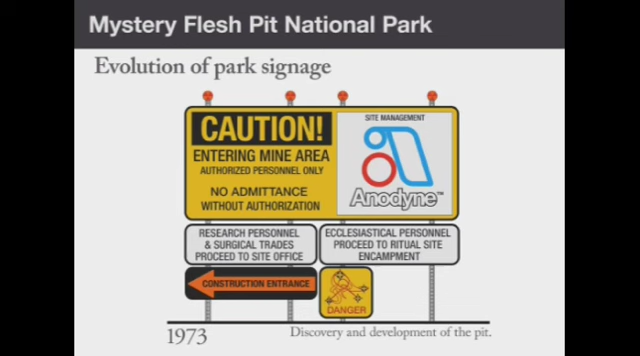 Mystery Flesh Pit National Park
Evolution of park signage
CAUTION!
ENTERING MINE AREA
AUTHORIZED PERSONNEL ONLY
NO ADMITTANCE
WITHOUT AUTHORIZATION
SITE MANAGEMENT
Anodyne™
RESEARCH PERSONNEL
& SURGICAL TRADES
PROCEED TO SITE OFFICE
ECCLESIASTICAL PERSONNEL
PROCEED TO RITUAL SITE
ENCAMPMENT
CONSTRUCTION ENTRANCE
DANGER
1973
Discovery and development of the pit.